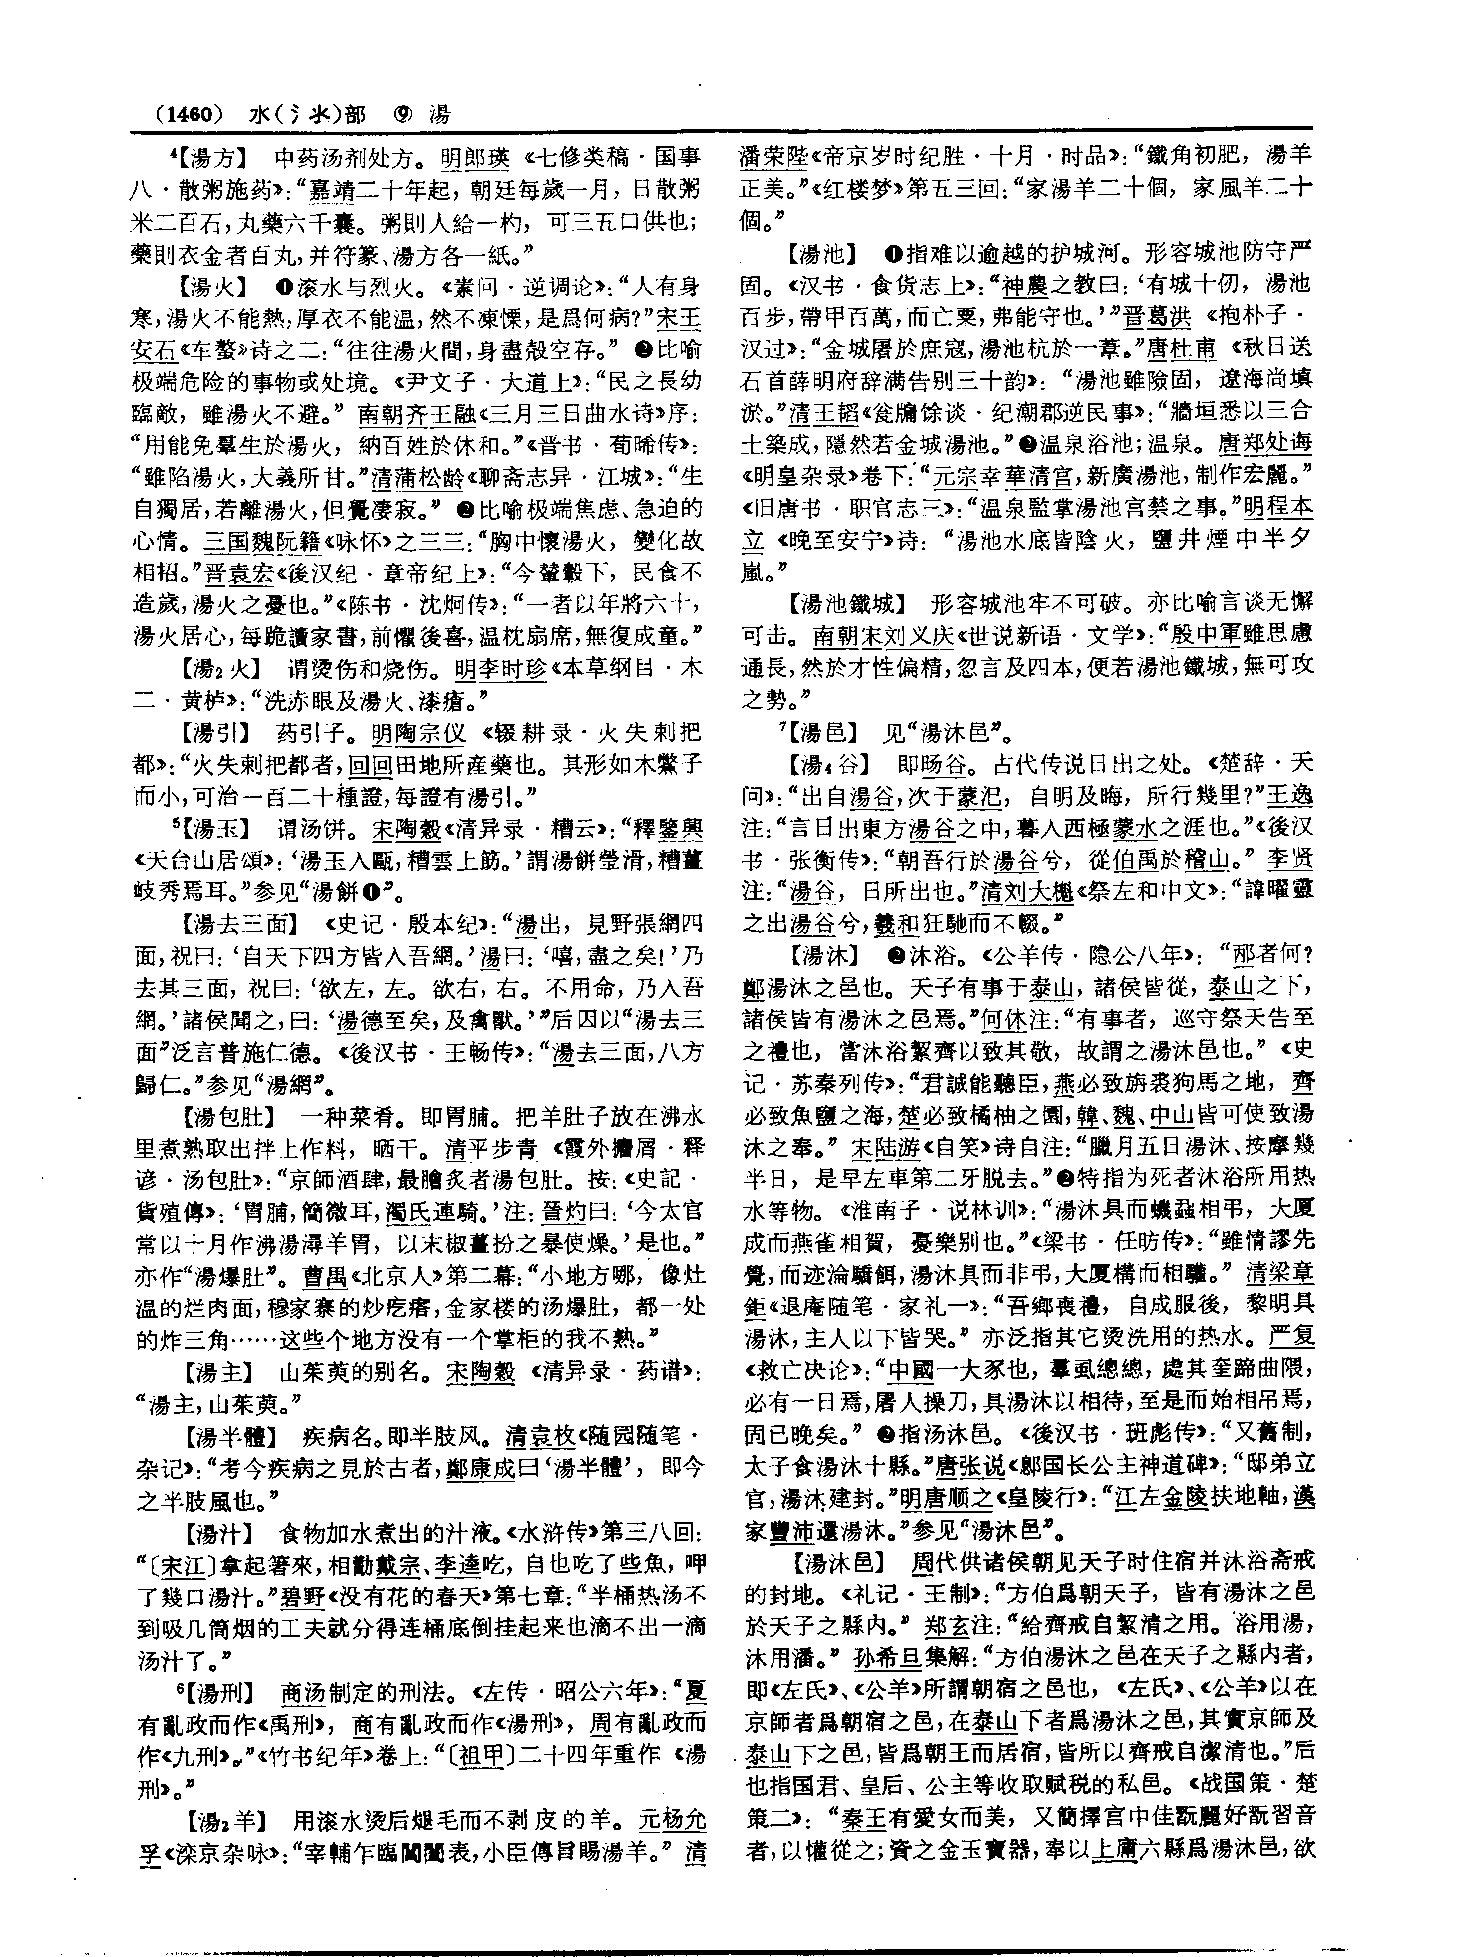 (1460) 水(氵氺)部 ⑨ 湯
⁴【湯方】 中药汤剂处方。明郎瑛《七修类稿·国事
八·散粥施药》：“嘉靖二十年起，朝廷每歲一月，日散粥
米二百石，丸藥六千囊。粥則人給一杓，可三五口供也；
藥則衣金者百丸，并符篆、湯方各一紙。”
【湯火】 ❶滚水与烈火。《素问·逆调论》：“人有身
寒，湯火不能熱，厚衣不能温，然不凍慄，是爲何病？”宋王
安石《车螯》诗之二：“往往湯火間，身盡殼空存。” ❷比喻
极端危险的事物或处境。《尹文子·大道上》：“民之長幼
臨敵，雖湯火不避。” 南朝齐王融《三月三日曲水诗》序：
“用能免羣生於湯火，納百姓於休和。”《晋书·荀晞传》：
“雖陷湯火，大義所甘。”清蒲松龄《聊斋志异·江城》：“生
自獨居，若離湯火，但覺凄寂。” ❷比喻极端焦虑、急迫的
心情。三国魏阮籍《咏怀》之三三：“胸中懷湯火，變化故
相招。”晋袁宏《後汉纪·章帝纪上》：“今輦轂下，民食不
造歲，湯火之憂也。”《陈书·沈炯传》：“一者以年將六十，
湯火居心，每跪讀家書，前懼後喜，温枕扇席，無復成童。”
【湯₂火】 谓烫伤和烧伤。明李时珍《本草纲目·木
二·黄栌》：“洗赤眼及湯火、漆瘡。”
【湯引】 药引子。明陶宗仪《辍耕录·火失刺把
都》：“火失剌把都者，回回田地所産藥也。其形如木鱉子
而小，可治一百二十種證，每證有湯引。”
⁵【湯玉】 谓汤饼。宋陶穀《清异录·糟云》：“釋鑒興
《天台山居頌》：‘湯玉入甌，糟雲上筯。’謂湯餅瑩滑，糟薑
岐秀焉耳。”参见“湯餅❶”。
【湯去三面】 《史记·殷本纪》：“湯出，見野張網四
面，祝曰：‘自天下四方皆入吾網。’湯曰：‘嘻，盡之矣！’乃
去其三面，祝曰：‘欲左，左。欲右，右。不用命，乃入吾
網。’諸侯聞之，曰：‘湯德至矣，及禽獸。’”后因以“湯去三
面”泛言普施仁德。《後汉书·王畅传》：“湯去三面，八方
歸仁。”参见“湯網”。
【湯包肚】 一种菜肴。即胃脯。把羊肚子放在沸水
里煮熟取出拌上作料，晒干。清平步青《霞外攟屑·释
谚·汤包肚》：“京師酒肆，最膾炙者湯包肚。按：《史記·
貨殖傳》：‘胃脯，簡微耳，濁氏連騎。’注：晉灼曰：‘今太官
常以十月作沸湯燖羊胃，以末椒薑扮之暴使燥。’是也。”
亦作“湯爆肚”。曹禺《北京人》第二幕：“小地方哪，像灶
温的烂肉面，穆家寨的炒疙瘩，金家楼的汤爆肚，都一处
的炸三角……这些个地方没有一个掌柜的我不熟。”
【湯主】 山茱萸的别名。宋陶穀《清异录·药谱》：
“湯主，山茱萸。”
【湯半體】 疾病名。即半肢风。清袁枚《随园随笔·
杂记》：“考今疾病之見於古者，鄭康成曰‘湯半體’，即今
之半肢風也。”
【湯汁】 食物加水煮出的汁液。《水浒传》第三八回：
“〔宋江〕拿起箸來，相勸戴宗、李逵吃，自也吃了些魚，呷
了幾口湯汁。”碧野《没有花的春天》第七章：“半桶热汤不
到吸几筒烟的工夫就分得连桶底倒挂起来也滴不出一滴
汤汁了。”
⁶【湯刑】 商汤制定的刑法。《左传·昭公六年》：“夏
有亂政而作《禹刑》，商有亂政而作《湯刑》，周有亂政而
作《九刑》。”《竹书纪年》卷上：“〔祖甲〕二十四年重作《湯
刑》。”
【湯₂羊】 用滚水烫后煺毛而不剥皮的羊。元杨允
孚《滦京杂咏》：“宰輔乍臨閶闔表，小臣傳旨賜湯羊。” 清
潘荣陛《帝京岁时纪胜·十月·时品》：“鐵角初肥，湯羊
正美。”《红楼梦》第五三回：“家湯羊二十個，家風羊二十
個。”
【湯池】 ❶指难以逾越的护城河。形容城池防守严
固。《汉书·食货志上》：“神農之教曰：‘有城十仞，湯池
百步，帶甲百萬，而亡粟，弗能守也。’”晋葛洪《抱朴子·
汉过》：“金城屠於庶寇，湯池杭於一葦。”唐杜甫《秋日送
石首薛明府辞满告别三十韵》：“湯池雖險固，遼海尚填
淤。”清王韬《瓮牖馀谈·纪潮郡逆民事》：“牆垣悉以三合
土築成，隱然若金城湯池。”❷温泉浴池；温泉。唐郑处诲
《明皇杂录》卷下：“元宗幸華清宫，新廣湯池，制作宏麗。”
《旧唐书·职官志三》：“温泉監掌湯池宫禁之事。”明程本
立《晚至安宁》诗：“湯池水底皆陰火，鹽井煙中半夕
嵐。”
【湯池鐵城】 形容城池牢不可破。亦比喻言谈无懈
可击。南朝宋刘义庆《世说新语·文学》：“殷中軍雖思慮
通長，然於才性偏精，忽言及四本，便若湯池鐵城，無可攻
之勢。”
⁷【湯邑】 见“湯沐邑”。
【湯₄谷】 即旸谷。古代传说日出之处。《楚辞·天
问》：“出自湯谷，次于蒙汜，自明及晦，所行幾里？”王逸
注：“言日出東方湯谷之中，暮入西極蒙水之涯也。”《後汉
书·张衡传》：“朝吾行於湯谷兮，從伯禹於稽山。” 李贤
注：“湯谷，日所出也。”清刘大櫆《祭左和中文》：“諱曜靈
之出湯谷兮，羲和狂馳而不輟。”
【湯沐】 ❶沐浴。《公羊传·隐公八年》：“邴者何？
鄭湯沐之邑也。天子有事于泰山，諸侯皆從，泰山之下，
諸侯皆有湯沐之邑焉。”何休注：“有事者，巡守祭天告至
之禮也，當沐浴絜齊以致其敬，故謂之湯沐邑也。”《史
记·苏秦列传》：“君誠能聽臣，燕必致旃裘狗馬之地，齊
必致魚鹽之海，楚必致橘柚之園，韓、魏、中山皆可使致湯
沐之奉。” 宋陆游《自笑》诗自注：“臘月五日湯沐、按摩幾
半日，是早左車第二牙脱去。”❷特指为死者沐浴所用热
水等物。《淮南子·说林训》：“湯沐具而蟣蝨相弔，大厦
成而燕雀相賀，憂樂别也。”《梁书·任昉传》：“雖情謬先
覺，而迹淪驕餌，湯沐具而非弔，大厦構而相驩。” 清梁章
鉅《退庵随笔·家礼一》：“吾鄉喪禮，自成服後，黎明具
湯沐，主人以下皆哭。” 亦泛指其它烫洗用的热水。严复
《救亡决论》：“中國一大豕也，羣虱總總，處其奎蹄曲隈，
必有一日焉，屠人操刀，具湯沐以相待，至是而始相吊焉，
固已晚矣。” ❷指汤沐邑。《後汉书·班彪传》：“又舊制，
太子食湯沐十縣。”唐张说《鄎国长公主神道碑》：“邸弟立
官，湯沐建封。”明唐顺之《皇陵行》：“江左金陵扶地軸，漢
家豐沛還湯沐。”参见“湯沐邑”。
【湯沐邑】 周代供诸侯朝见天子时住宿并沐浴斋戒
的封地。《礼记·王制》：“方伯爲朝天子，皆有湯沐之邑
於天子之縣内。” 郑玄注：“給齊戒自絜清之用。浴用湯，
沐用潘。” 孙希旦集解：“方伯湯沐之邑在天子之縣内者，
即《左氏》、《公羊》所謂朝宿之邑也，《左氏》、《公羊》以在
京師者爲朝宿之邑，在泰山下者爲湯沐之邑，其實京師及
泰山下之邑，皆爲朝王而居宿，皆所以齊戒自潔清也。”后
也指国君、皇后、公主等收取赋税的私邑。《战国策·楚
策二》：“秦王有愛女而美，又簡擇宫中佳翫麗好翫習音
者，以懽從之；資之金玉寶器，奉以上庸六縣爲湯沐邑，欲